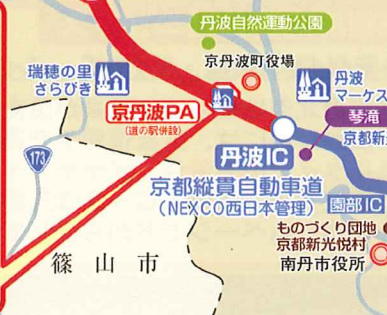 丹波自然運動公園
京丹波町役場
瑞穂の里
さらびき
丹波
マーケス
京丹波PA
(道の駅併設)
琴滝
173
丹波IC
京都新
京都縦貫自動車道
(NEXCO西日本管理)
園部IC
ものづくり団地
京都新光悦村
南丹市役所
篠山市